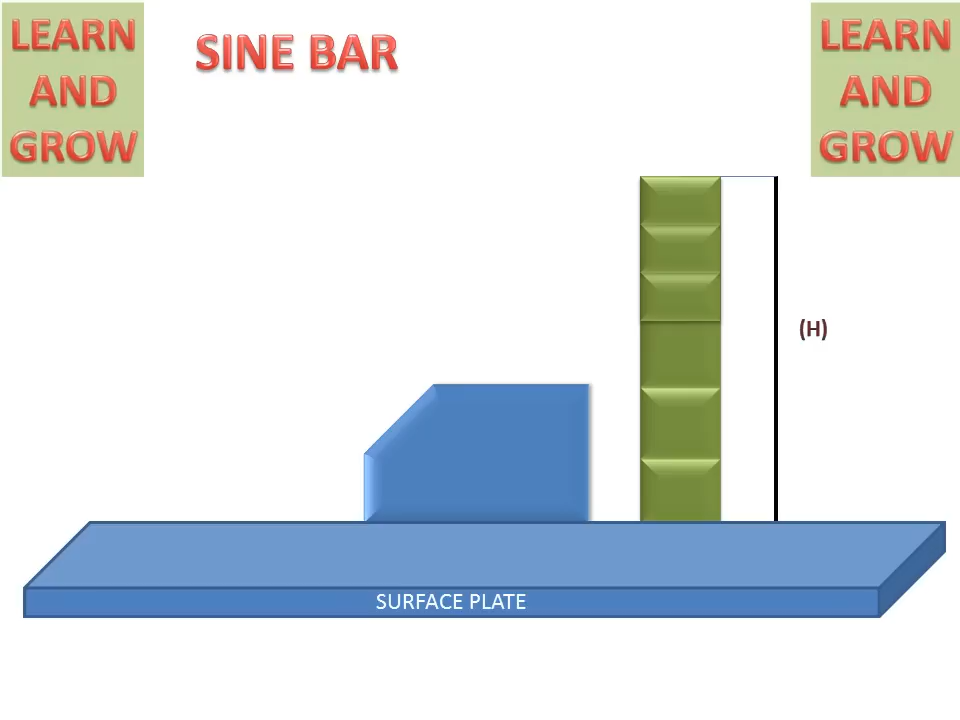 LEARN
AND
GROW
SINE BAR
LEARN
AND
GROW
(H)
SURFACE PLATE